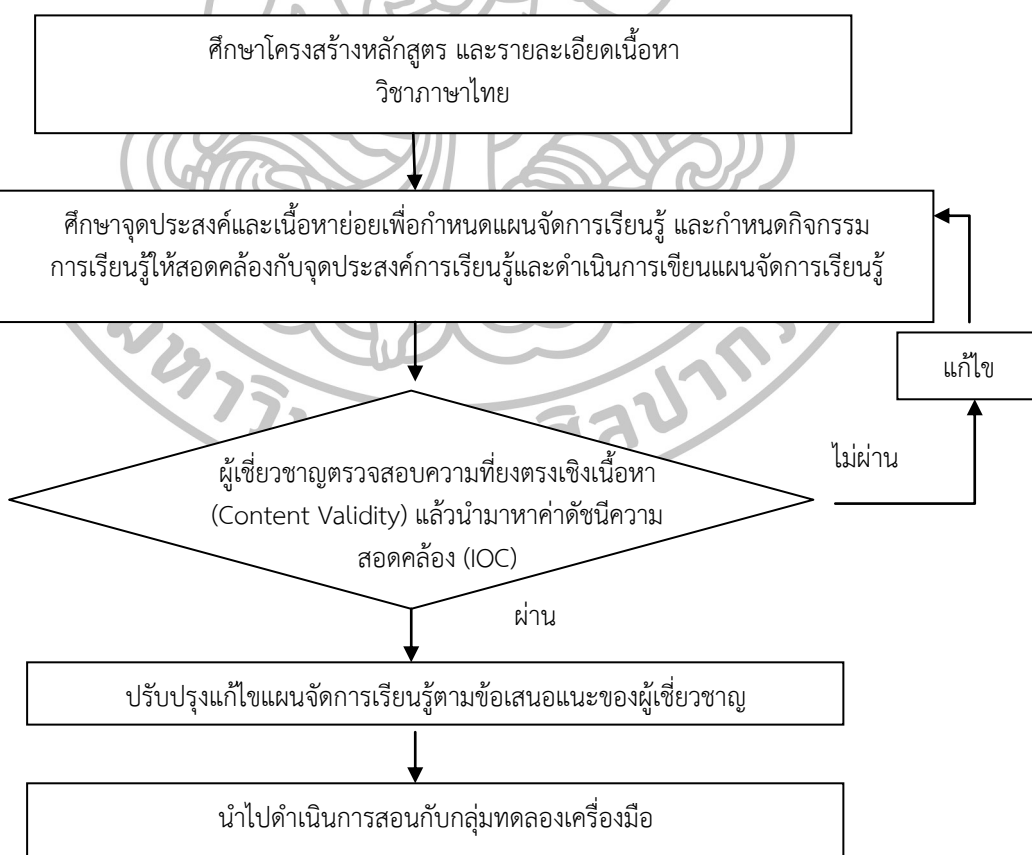 ศึกษาโครงสร้างหลักสูตร และรายละเอียดเนื้อหา
วิชาภาษาไทย
ศึกษาจุดประสงค์และเนื้อหาย่อยเพื่อกำหนดแผนจัดการเรียนรู้ และกำหนดกิจกรรม
การเรียนรู้ให้สอดคล้องกับจุดประสงค์การเรียนรู้และดำเนินการเขียนแผนจัดการเรียนรู้
แก้ไข
ไม่ผ่าน
ผู้เชี่ยวชาญตรวจสอบความที่ยงตรงเชิงเนื้อหา
(Content Validity) แล้วนำมาหาค่าดัชนีความ
สอดคล้อง (IOC)
ผ่าน
ปรับปรุงแก้ไขแผนจัดการเรียนรู้ตามข้อเสนอแนะของผู้เชี่ยวชาญ
นำไปดำเนินการสอนกับกลุ่มทดลองเครื่องมือ